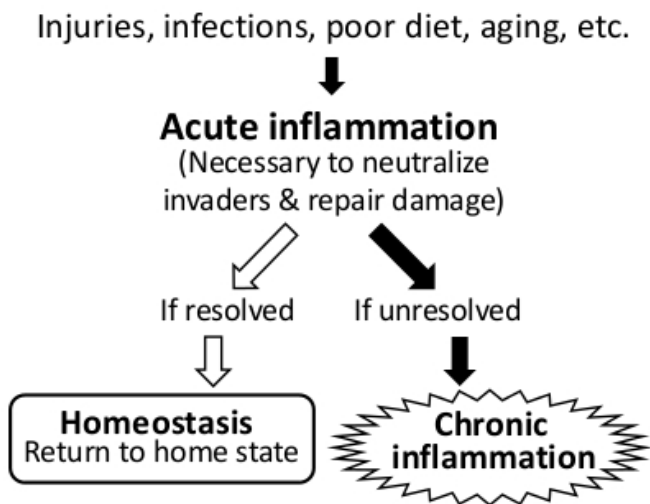 Injuries, infections, poor diet, aging, etc.
Acute inflammation
(Necessary to neutralize
invaders & repair damage)
If resolved
If unresolved
Homeostasis
Return to home state
Chronic
inflammation